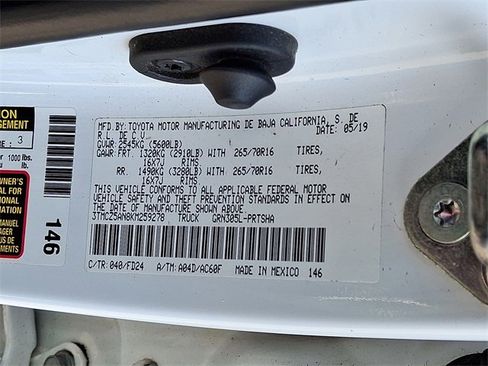 MFD.BY: TOYOTA MOTOR MANUFACTURING DE BAJA CALIFORNIA, S. DE
R.L. DE C.V. DATE: 05/19
GVWR: 2545KG (5600LB)
GAWR: FRT. 1320KG (2910LB) WITH 265/70R16 TIRES,
16X7J RIMS
RR. 1490KG (3280LB) WITH 265/70R16 TIRES,
16X7J RIMS
THIS VEHICLE CONFORMS TO ALL APPLICABLE FEDERAL MOTOR
VEHICLE SAFETY AND THEFT PREVENTION STANDARDS IN EFFECT ON
THE DATE OF MANUFACTURE SHOWN ABOVE.
3TMCZ5AN8KM259278 TRUCK GRN305L-PRTSHA
C/TR: 040/FD24 A/TM: A04D/AC60F MADE IN MEXICO 146
3
1000 lbs.
146